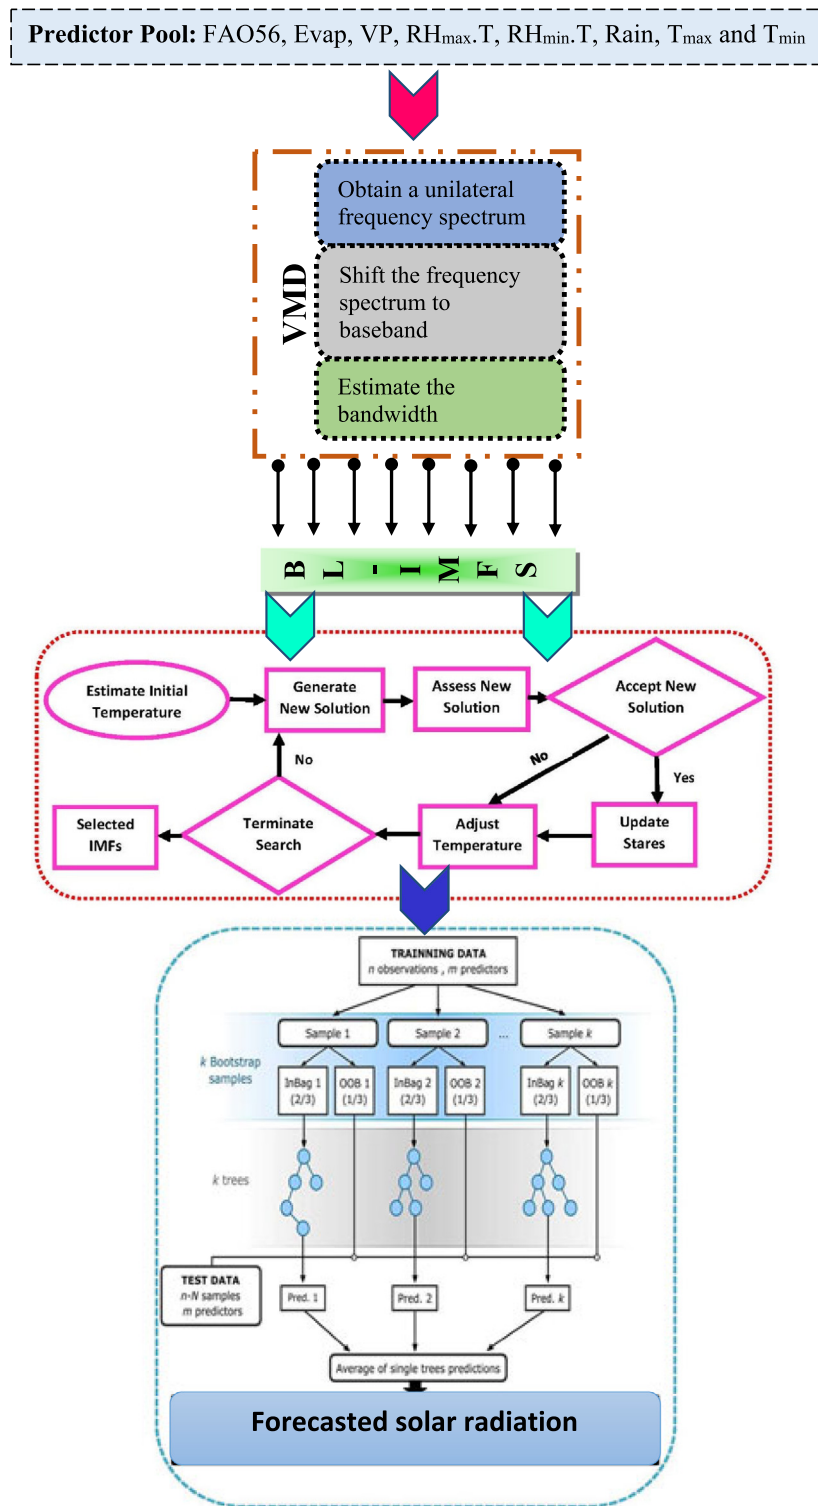 Predictor Pool: FAO56, Evap, VP, RHmax.T, RHmin.T, Rain, Tmax and Tmin
VMD
Obtain a unilateral
frequency spectrum
Shift the frequency
spectrum to
baseband
Estimate the
bandwidth
BL-IMFS
Estimate Initial
Temperature
Generate
New Solution
Assess New
Solution
Accept New
Solution
No
No
Yes
Selected
IMFs
Terminate
Search
Adjust
Temperature
Update
Stares
TRAINNING DATA
n observations , m predictors
Sample 1
Sample 2
...
Sample k
k Bootstrap
samples
InBag 1
(2/3)
OOB 1
(1/3)
InBag 2
(2/3)
OOB 2
(1/3)
InBag k
(2/3)
OOB k
(1/3)
k trees
TEST DATA
n-N samples
m predictors
Pred. 1
Pred. 2
Pred. k
Average of single trees predictions
Forecasted solar radiation